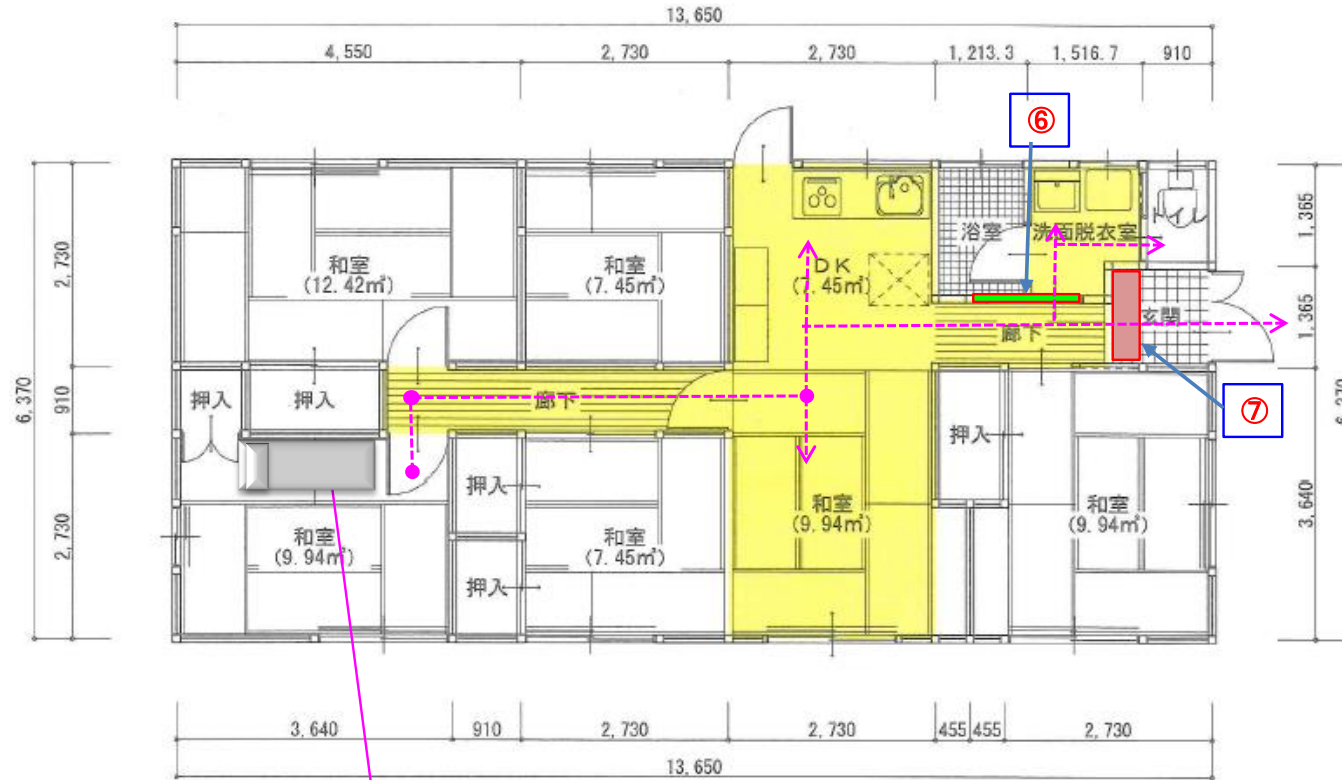 13,650
4,550
2,730
2,730
1,213.3
1,516.7
910
⑥
6,370
2,730
910
2,730
和室
(12.42㎡)
和室
(7.45㎡)
DK
(7.45㎡)
浴室
洗面脱衣室
トイレ
玄関
廊下
1,365
1,365
3,640
6,370
⑦
押入
押入
廊下
押入
押入
押入
和室
(9.94㎡)
和室
(7.45㎡)
和室
(9.94㎡)
和室
(9.94㎡)
3,640
910
2,730
2,730
455
455
2,730
13,650